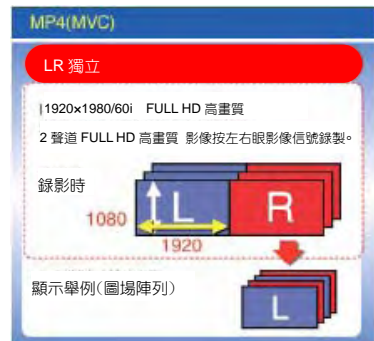 MP4(MVC)
LR 獨立
1920×1980/60i FULL HD 高畫質
2 聲道 FULL HD 高畫質 影像按左右眼影像信號錄製。
錄影時
L
R
1080
1920
顯示舉例(圖場陣列)
L